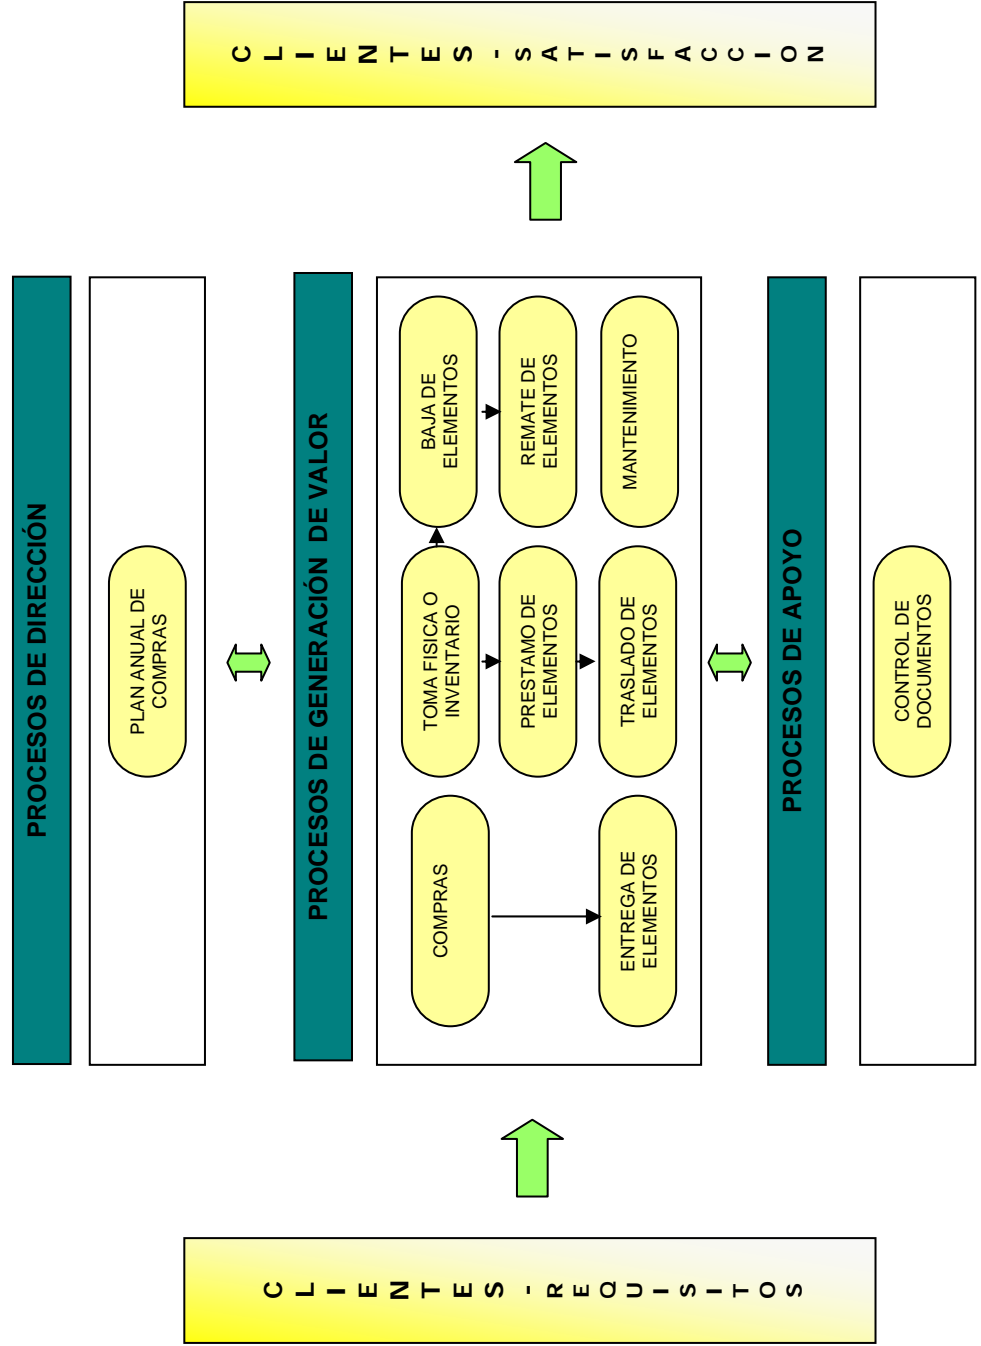 CLIENTES - REQUISITOS
PROCESOS DE DIRECCIÓN
PLAN ANUAL DE
COMPRAS
PROCESOS DE GENERACIÓN DE VALOR
COMPRAS
TOMA FISICA O
INVENTARIO
BAJA DE
ELEMENTOS
PRESTAMO DE
ELEMENTOS
REMATE DE
ELEMENTOS
ENTREGA DE
ELEMENTOS
TRASLADO DE
ELEMENTOS
MANTENIMIENTO
PROCESOS DE APOYO
CONTROL DE
DOCUMENTOS
CLIENTES - SATISFACCION